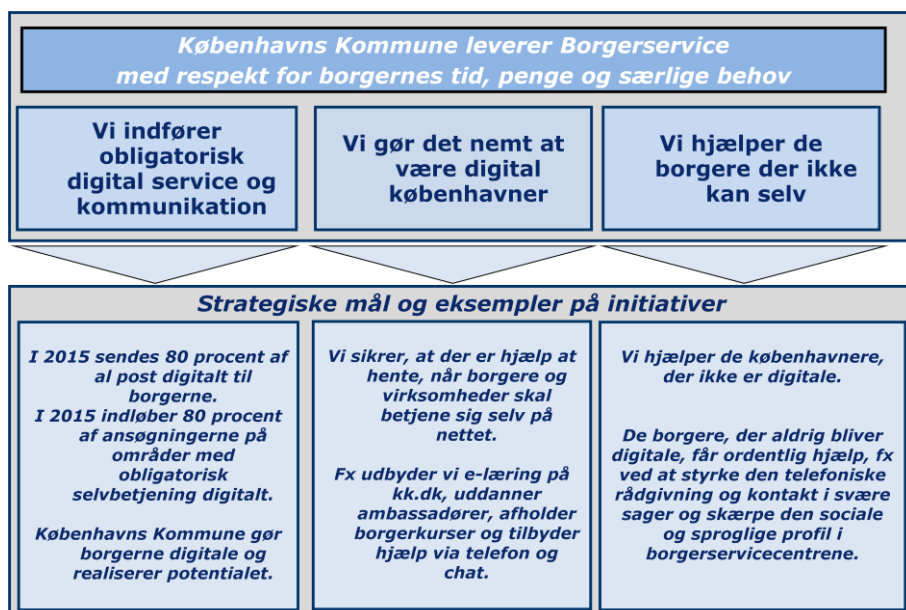 Københavns Kommune leverer Borgerservice
med respekt for borgernes tid, penge og særlige behov
Vi indfører
obligatorisk
digital service og
kommunikation
Vi gør det nemt at
være digital
københavner
Vi hjælper de
borgere der ikke
kan selv
Strategiske mål og eksempler på initiativer
I 2015 sendes 80 procent af
al post digitalt til
borgerne.
I 2015 indløber 80 procent
af ansøgningerne på
områder med
obligatorisk
selvbetjening digitalt.
Københavns Kommune gør
borgerne digitale og
realiserer potentialet.
Vi sikrer, at der er hjælp at
hente, når borgere og
virksomheder skal
betjene sig selv på
nettet.
Fx udbyder vi e-læring på
kk.dk, uddanner
ambassadører, afholder
borgerkurser og tilbyder
hjælp via telefon og
chat.
Vi hjælper de københavnere,
der ikke er digitale.
De borgere, der aldrig bliver
digitale, får ordentlig hjælp, fx
ved at styrke den telefoniske
rådgivning og kontakt i svære
sager og skærpe den sociale
og sproglige profil i
borgerservicecentrene.